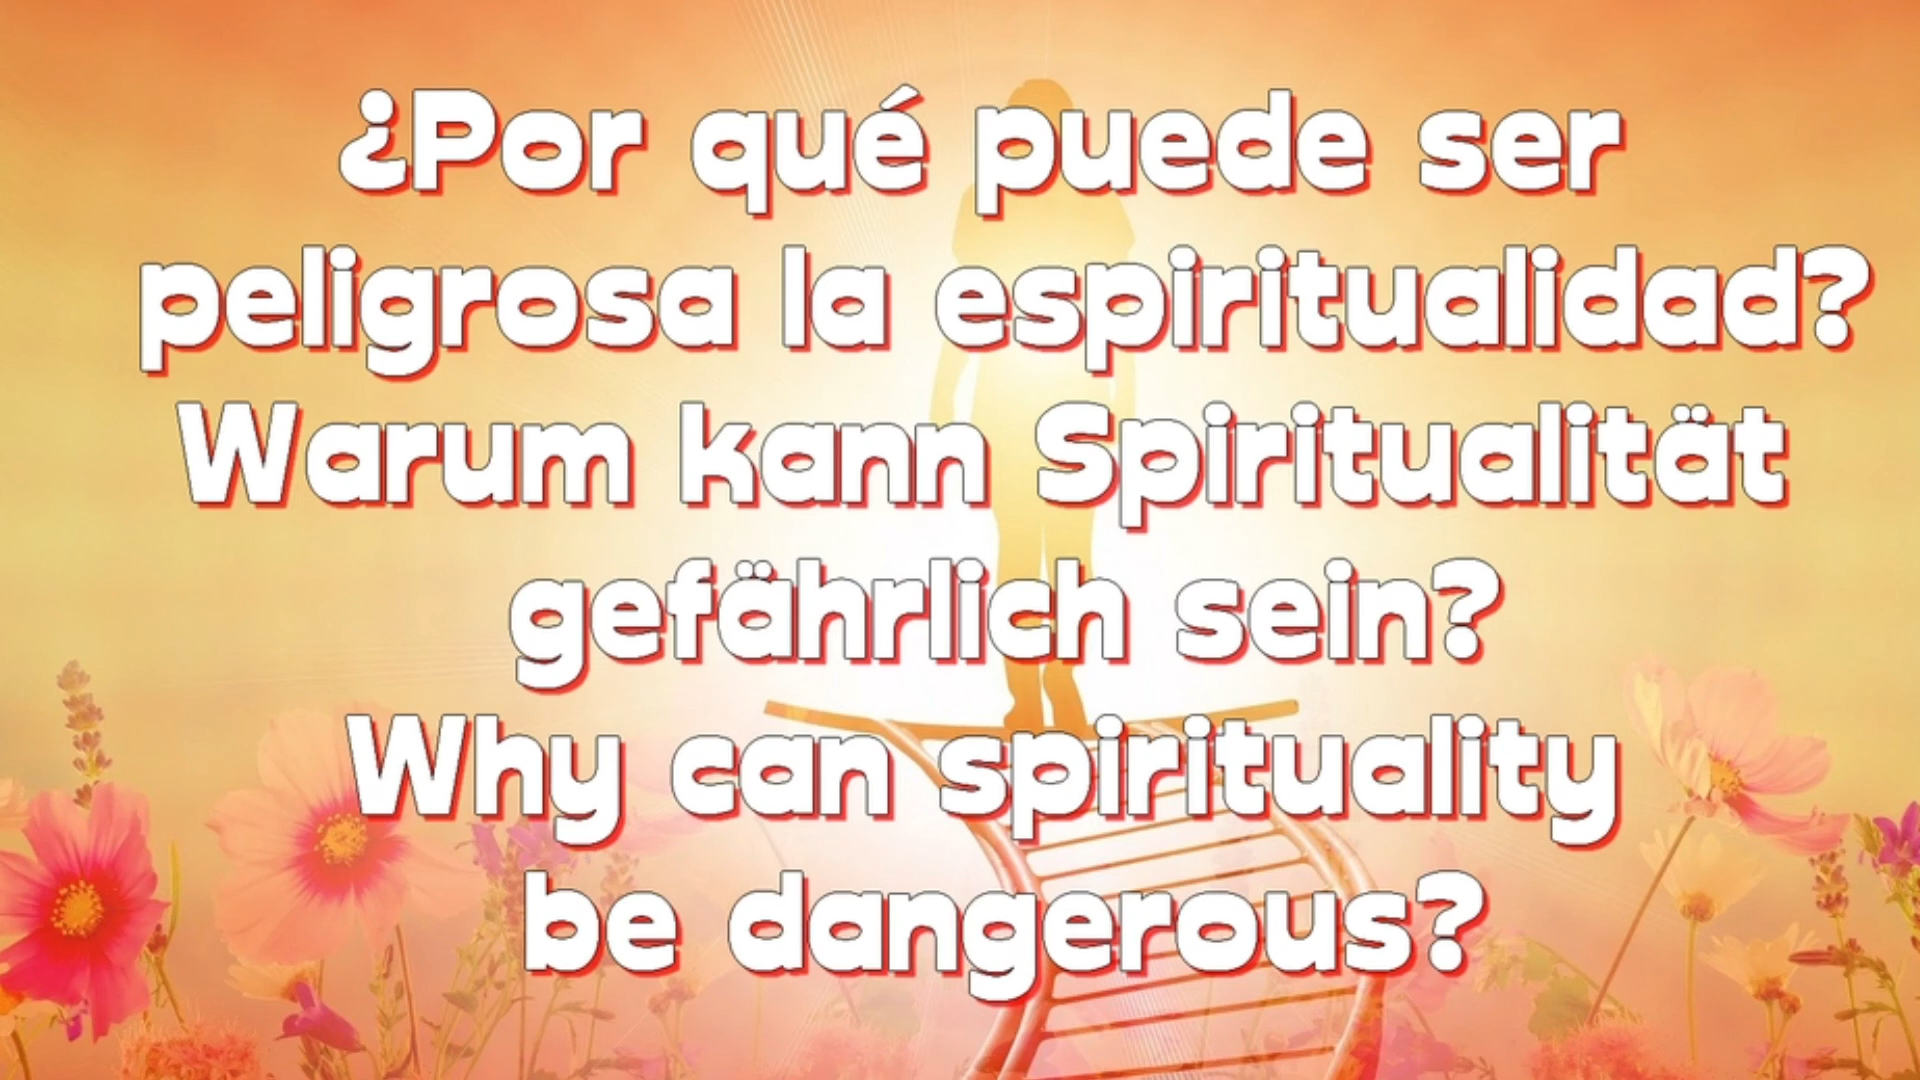 ¿Por qué puede ser
peligrosa la espiritualidad?
Warum kann Spiritualität
gefährlich sein?
Why can spirituality
be dangerous?